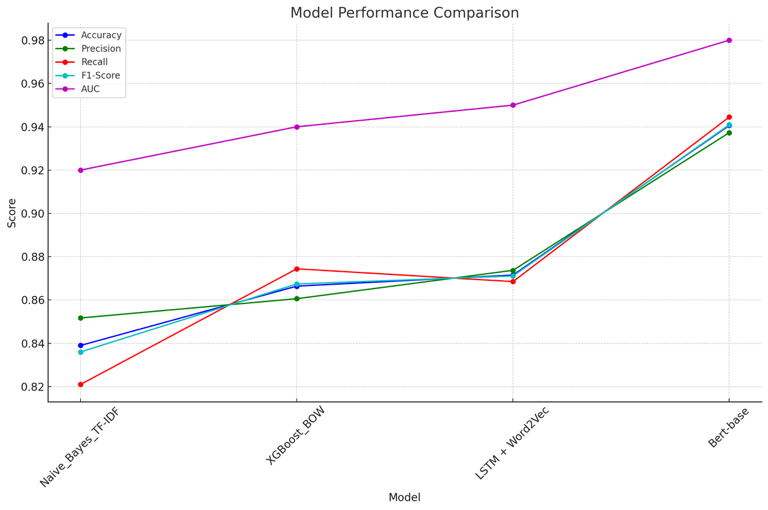 Model Performance Comparison
Accuracy
Precision
Recall
F1-Score
AUC
0.98
0.96
0.94
0.92
0.90
0.88
0.86
0.84
0.82
Score
Naive_Bayes_TF-IDF
XGBoost_BOW
LSTM + Word2Vec
Bert-base
Model